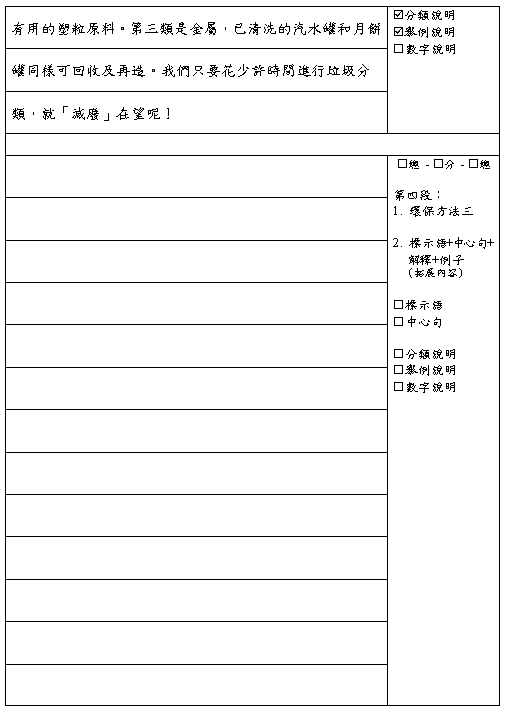 有用的塑粒原料。第三類是金屬，已清洗的汽水罐和月餅
罐同樣可回收及再造。我們只要花少許時間進行垃圾分
類，就「減廢」在望呢！
☑分類說明
☑舉例說明
☐數字說明
☐總 - ☐分 - ☐總
第四段：
1. 環保方法三
2. 標示語+中心句+
解釋+例子
(拓展內容)
☐標示語
☐中心句
☐分類說明
☐舉例說明
☐數字說明